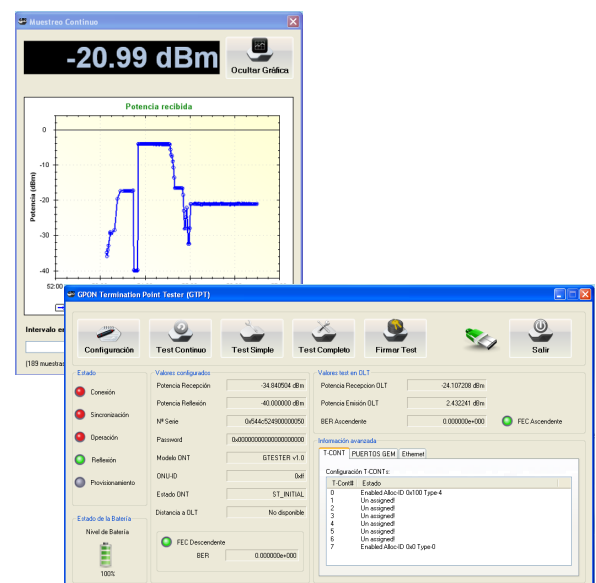 Muestreo Continuo
-20.99 dBm
Ocultar Gráfica
Potencia recibida
0
-10
-20
-30
-40
Potencia (dBm)
52:00
Intervalo en
(189 muestras
GPON Termination Point Tester (GTPT)
Configuración
Test Continuo
Test Simple
Test Completo
Firmar Test
Salir
Estado
Conexión
Sincronización
Operación
Reflexión
Provisionamiento
Estado de la Batería
Nivel de Batería
100%
Valores configurados
Potencia Recepción -34.840504 dBm
Potencia Reflexión -40.000000 dBm
Nº Serie 0x544c524900000050
Password
Modelo ONT GTESTER v1.0
ONU-ID 0xff
Estado ONT ST_INITIAL
Distancia a OLT No disponible
FEC Descendente
BER 0.000000e+000
Valores test en OLT
Potencia Recepcion OLT -24.107208 dBm
Potencia Emisión OLT 2.432241 dBm
BER Ascendente 0.000000e+000 FEC Ascendente
Información avanzada
T-CONT PUERTOS GEM Ethernet
Configuración T-CONTs:
T-Cont# Estado
0 Enabled Alloc-ID 0x100 Type-4
1 Un assigned!
2 Un assigned!
3 Un assigned!
4 Un assigned!
5 Un assigned!
6 Un assigned!
7 Enabled Alloc-ID 0x0 Type-0